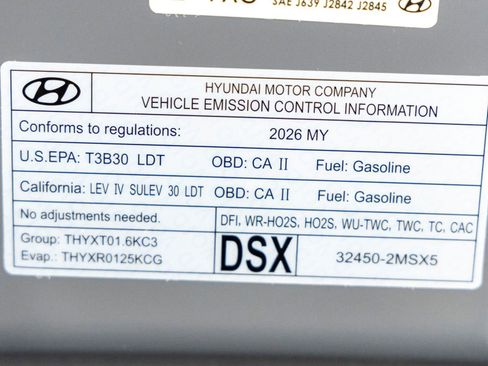 SAE J639 J2842 J2845
HYUNDAI
HYUNDAI MOTOR COMPANY
VEHICLE EMISSION CONTROL INFORMATION
Conforms to regulations: 2026 MY
U.S.EPA: T3B30 LDT OBD: CA II Fuel: Gasoline
California: LEV IV SULEV 30 LDT OBD: CA II Fuel: Gasoline
No adjustments needed. DFI, WR-HO2S, HO2S, WU-TWC, TWC, TC, CAC
Group: THYXT01.6KC3
Evap.: THYXR0125KCG
DSX 32450-2MSX5